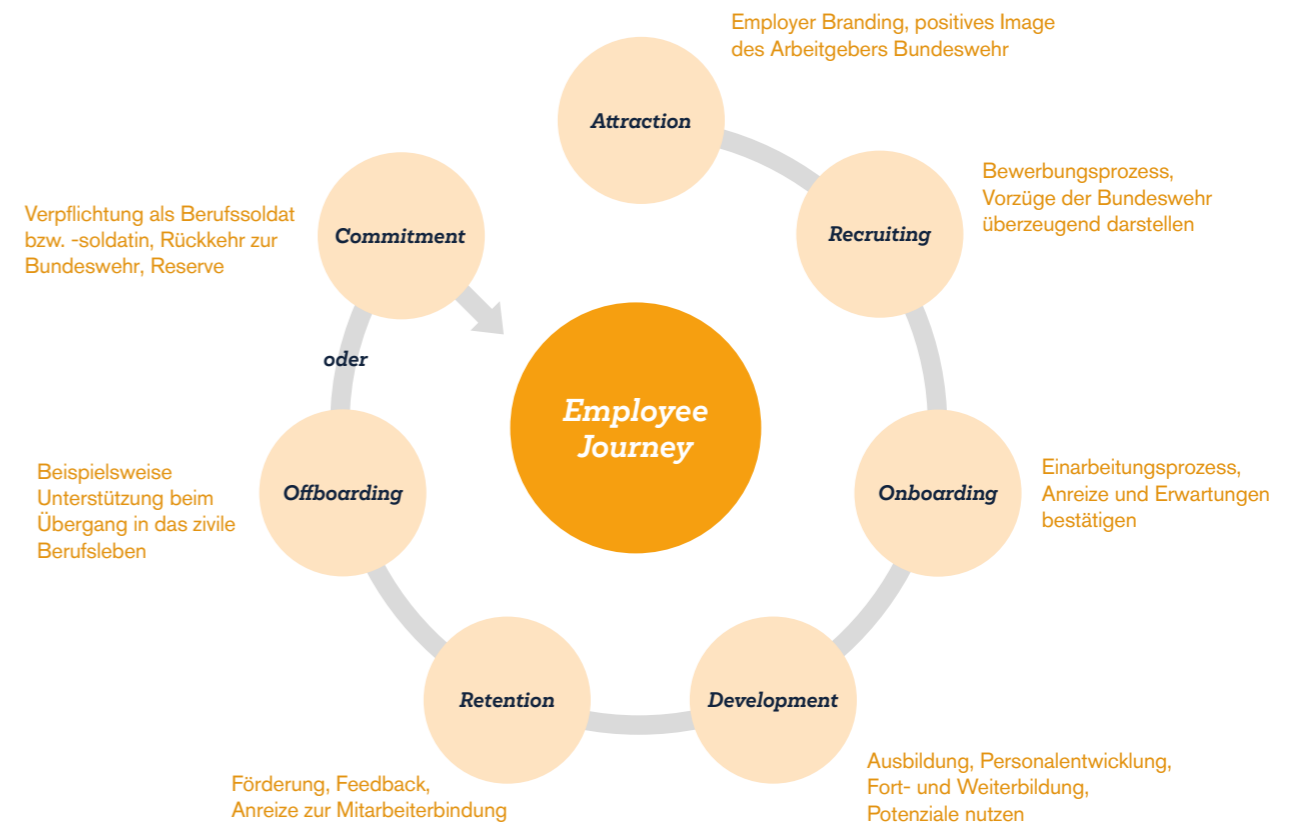 Employer Branding, positives Image
des Arbeitgebers Bundeswehr
Attraction
Bewerbungsprozess,
Vorzüge der Bundeswehr
überzeugend darstellen
Recruiting
Einarbeitungsprozess,
Anreize und Erwartungen
bestätigen
Onboarding
Ausbildung, Personalentwicklung,
Fort- und Weiterbildung,
Potenziale nutzen
Development
Förderung, Feedback,
Anreize zur Mitarbeiterbindung
Retention
Beispielsweise
Unterstützung beim
Übergang in das zivile
Berufsleben
Offboarding
oder
Verpflichtung als Berufssoldat
bzw. -soldatin, Rückkehr zur
Bundeswehr, Reserve
Commitment
Employee
Journey